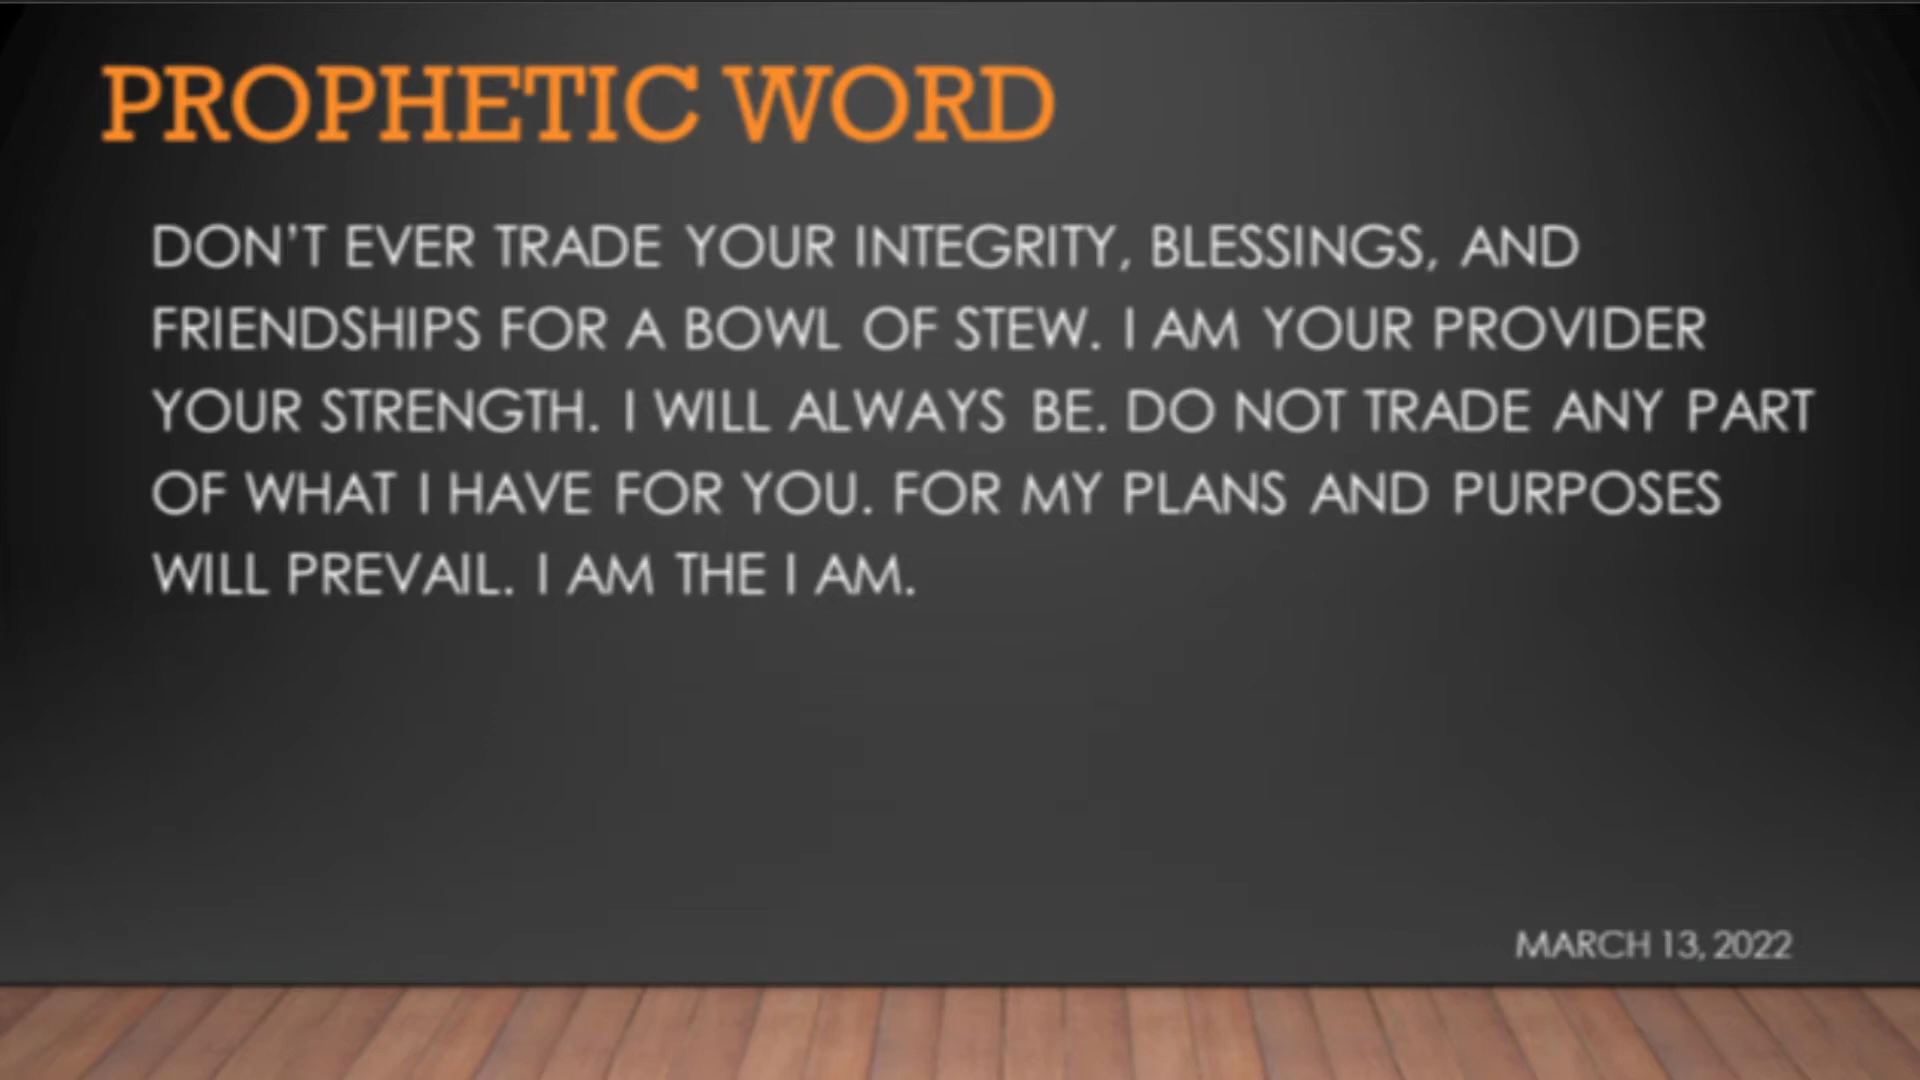 PROPHETIC WORD
DON'T EVER TRADE YOUR INTEGRITY, BLESSINGS, AND
FRIENDSHIPS FOR A BOWL OF STEW. I AM YOUR PROVIDER
YOUR STRENGTH. I WILL ALWAYS BE. DO NOT TRADE ANY PART
OF WHAT I HAVE FOR YOU. FOR MY PLANS AND PURPOSES
WILL PREVAIL. I AM THE I AM.
MARCH 13, 2022